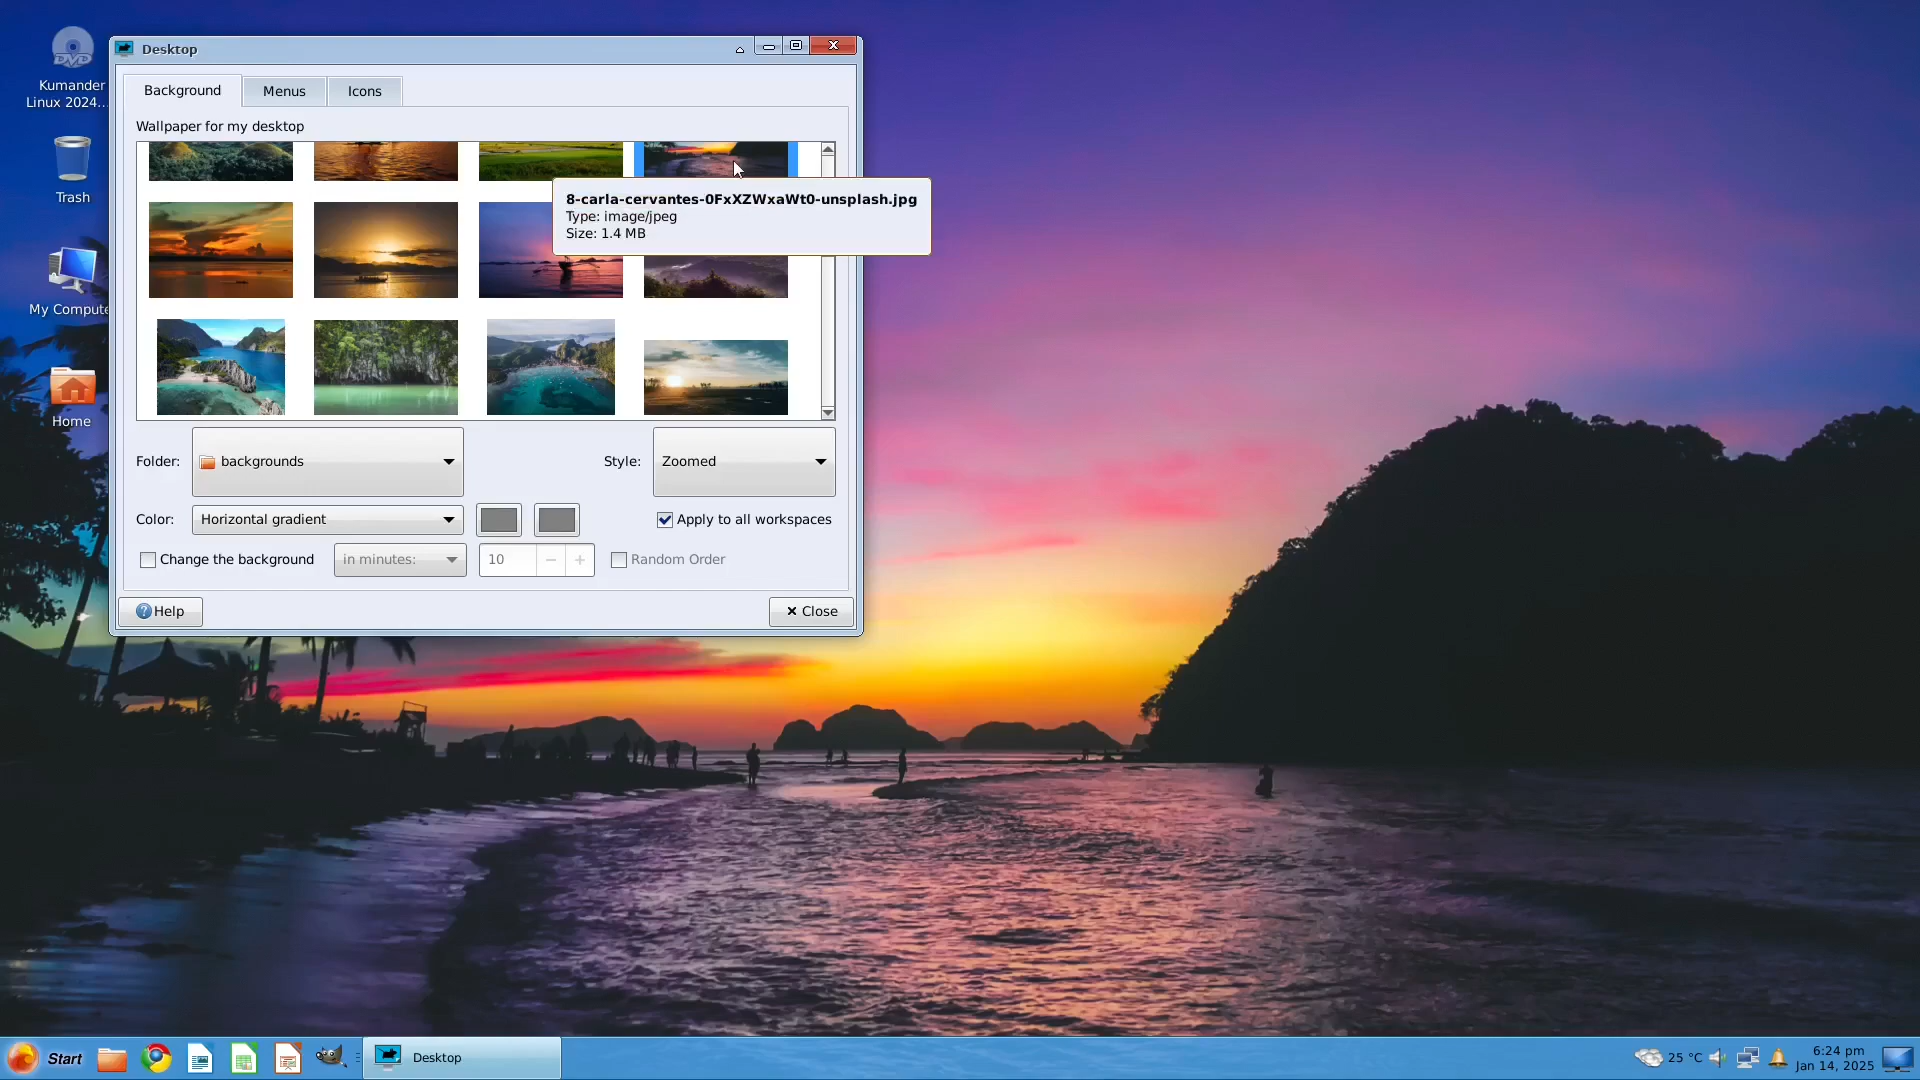 Kumander
Linux 2024...
Trash
My Compute
Home
Desktop
Background
Menus
Icons
Wallpaper for my desktop
8-carla-cervantes-0FxXZWxaWt0-unsplash.jpg
Type: image/jpeg
Size: 1.4 MB
Folder: backgrounds Style: Zoomed
Color: Horizontal gradient Apply to all workspaces
Change the background in minutes: 10 Random Order
Help Close
Start Desktop 25 °C 6:24 pm
Jan 14, 2025